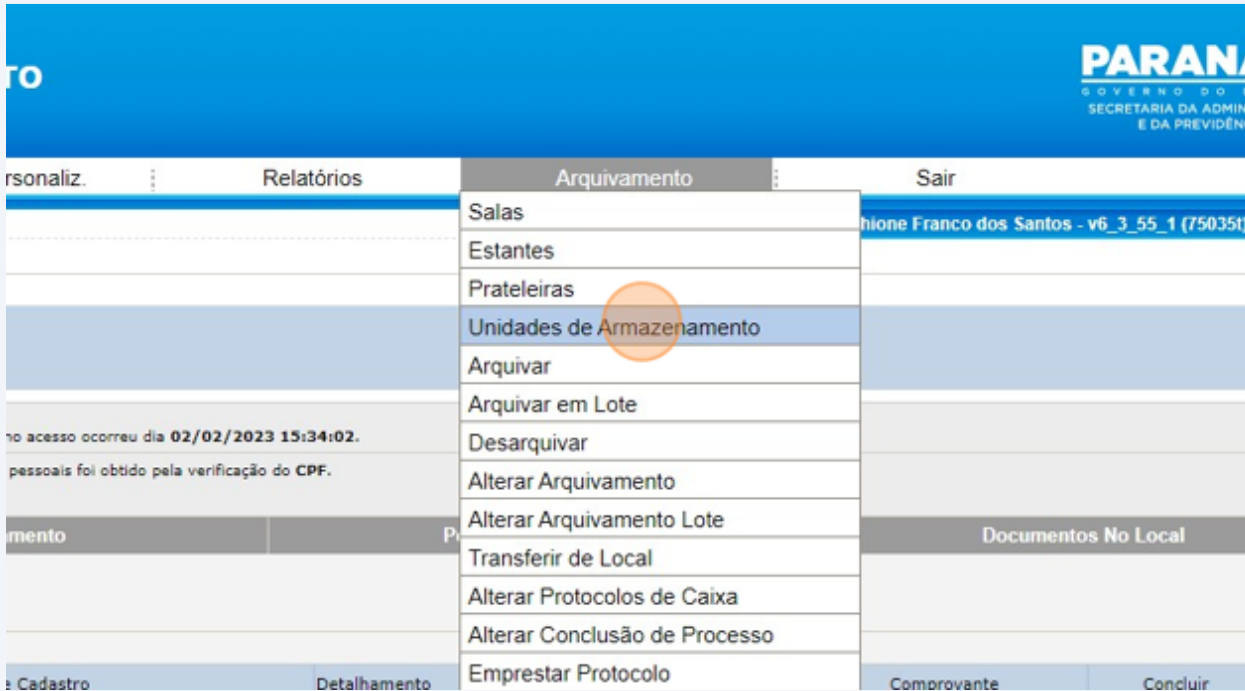 TO
PARANÁ
GOVERNO DO
SECRETARIA DA ADMIN
E DA PREVIDÊN
rsonaliz.
Relatórios
Arquivamento
Sair
hione Franco dos Santos - v6_3_55_1 (75035t)
Salas
Estantes
Prateleiras
Unidades de Armazenamento
Arquivar
Arquivar em Lote
Desarquivar
Alterar Arquivamento
Alterar Arquivamento Lote
Transferir de Local
Alterar Protocolos de Caixa
Alterar Conclusão de Processo
Emprestar Protocolo
no acesso ocorreu dia 02/02/2023 15:34:02.
pessoais foi obtido pela verificação do CPF.
amento
Documentos No Local
e Cadastro
Detalhamento
Comprovante
Concluir